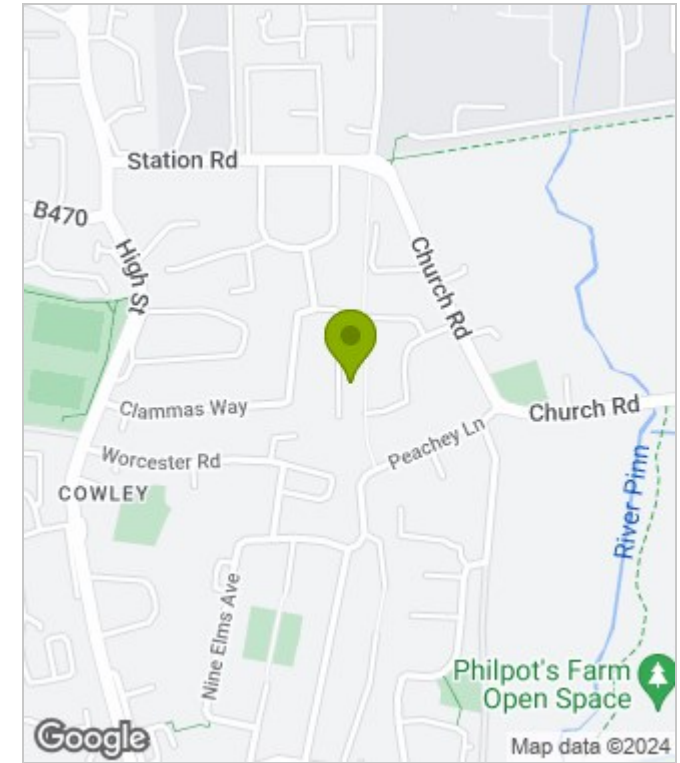 Station Rd
B470
High St
Church Rd
Clammas Way
Church Rd
Peachey Ln
Worcester Rd
COWLEY
River Pinn
Nine Elms Ave
Philpot's Farm
Open Space
Google
Map data ©2024